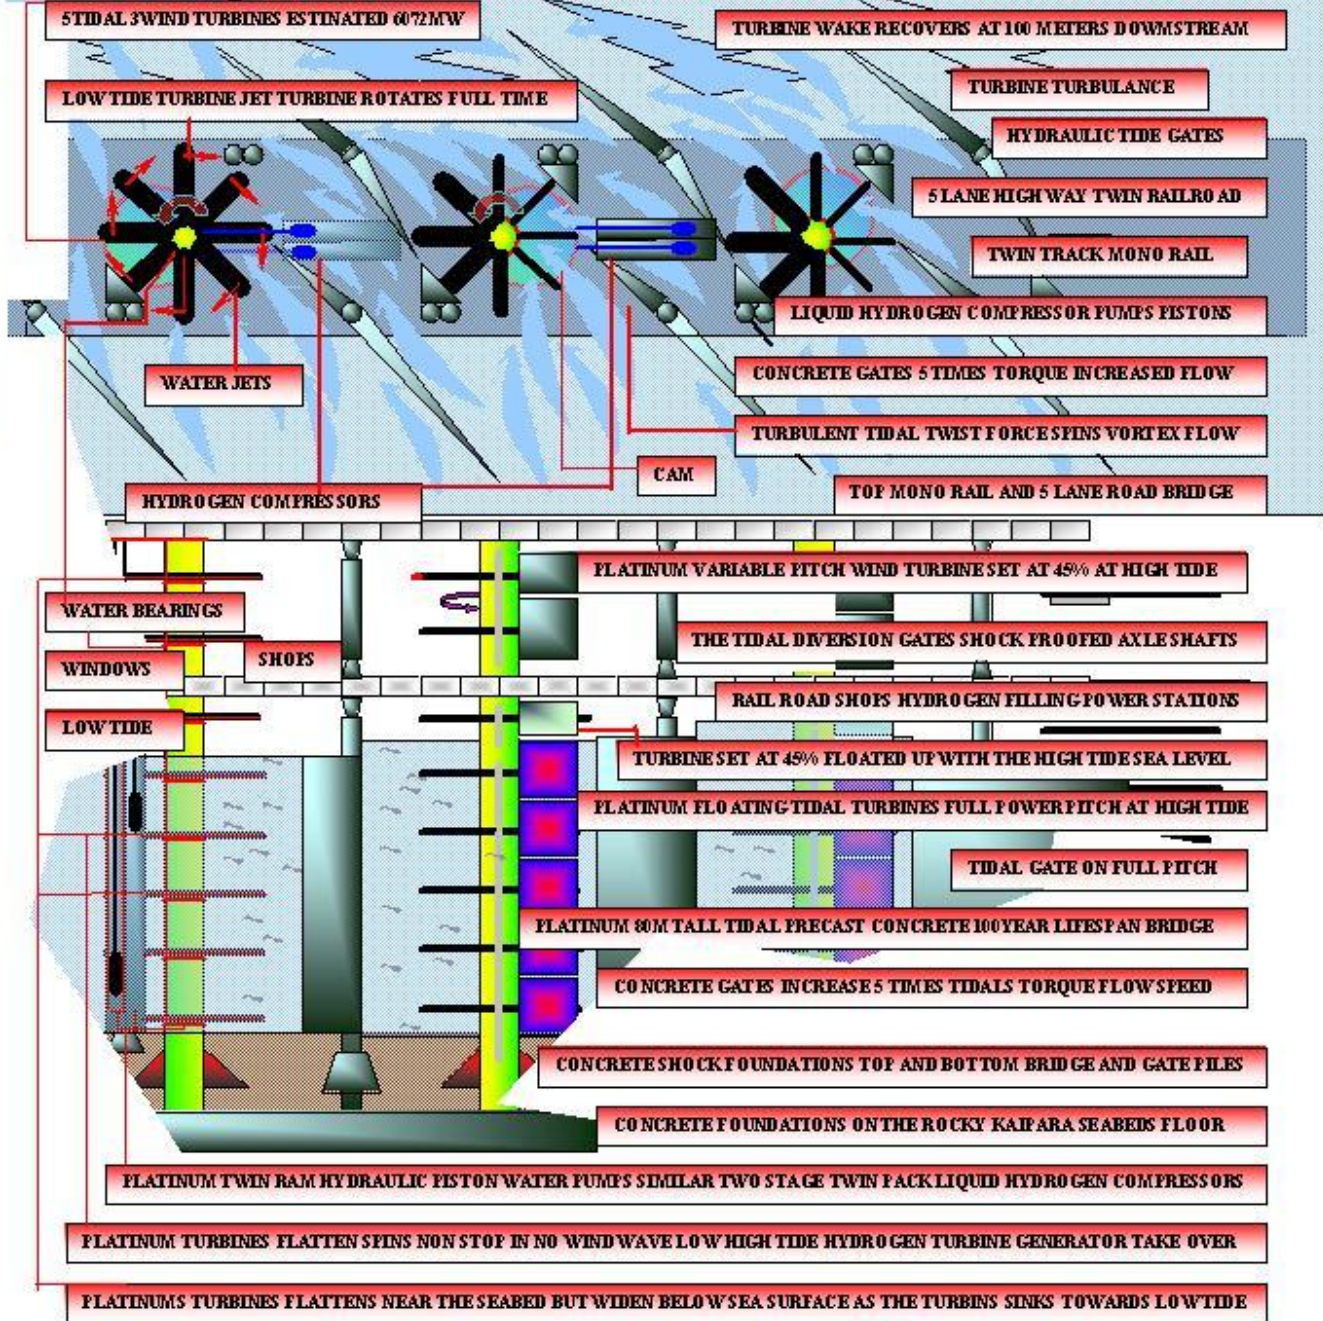 5 TIDAL 3 WIND TURBINES ESTINATED 6072MW
TURBINE WAKE RECOVERS AT 100 METERS DOWMSTREAM
LOW TIDE TURBINE JET TURBINE ROTATES FULL TIME
TURBINE TURBULANCE
HYDRAULIC TIDE GATES
5 LANE HIGH WAY TWIN RAILROAD
TWIN TRACK MONO RAIL
LIQUID HYDROGEN COMPRESSOR PUMPS PISTONS
WATER JETS
CONCRETE GATES 5 TIMES TORQUE INCREASED FLOW
TURBULENT TIDAL TWIST FORCE SPINS VORTEX FLOW
CAM
HYDROGEN COMPRESSORS
TOP MONO RAIL AND 5 LANE ROAD BRIDGE
PLATINUM VARIABLE PITCH WIND TURBINE SET AT 45% AT HIGH TIDE
WATER BEARINGS
THE TIDAL DIVERSION GATES SHOCK PROOFED AXLE SHAFTS
WINDOWS
SHOPS
RAIL ROAD SHOPS HYDROGEN FILLING POWER STATIONS
LOW TIDE
TURBINE SET AT 45% FLOATED UP WITH THE HIGH TIDE SEA LEVEL
PLATINUM FLOATING TIDAL TURBINES FULL POWER PITCH AT HIGH TIDE
TIDAL GATE ON FULL PITCH
PLATINUM 80M TALL TIDAL PRECAST CONCRETE 100 YEAR LIFESPAN BRIDGE
CONCRETE GATES INCREASE 5 TIMES TIDALS TORQUE FLOW SPEED
CONCRETE SHOCK FOUNDATIONS TOP AND BOTTOM BRIDGE AND GATE PILES
CONCRETE FOUNDATIONS ON THE ROCKY KAIPARA SEABEDS FLOOR
PLATINUM TWIN RAM HYDRAULIC PISTON WATER PUMPS SIMILAR TWO STAGE TWIN PACK LIQUID HYDROGEN COMPRESSORS
PLATINUM TURBINES FLATTEN SPINS NON STOP IN NO WIND WAVE LOW HIGH TIDE HYDROGEN TURBINE GENERATOR TAKE OVER
PLATINUMS TURBINES FLATTENS NEAR THE SEABED BUT WIDEN BELOW SEA SURFACE AS THE TURBINS SINKS TOWARDS LOW TIDE